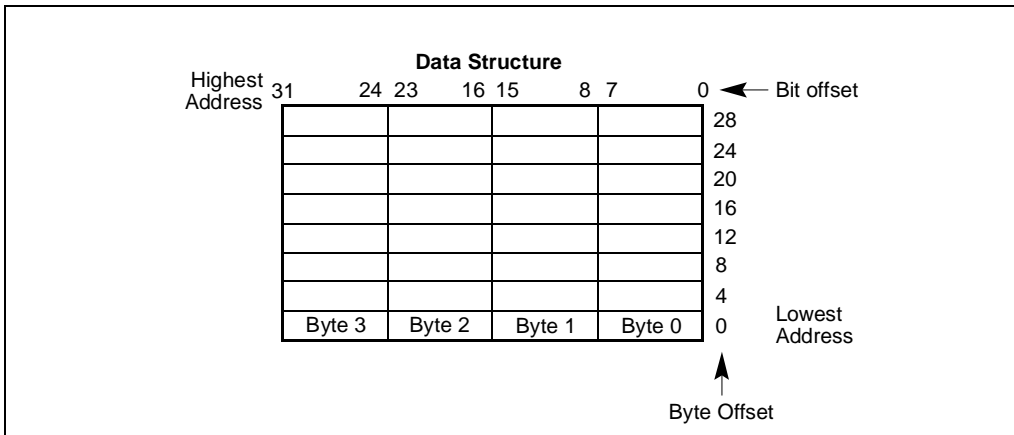 Data Structure
Highest
Address
31 24 23 16 15 8 7 0 Bit offset
28
24
20
16
12
8
4
Byte 3 Byte 2 Byte 1 Byte 0 0
Lowest
Address
Byte Offset